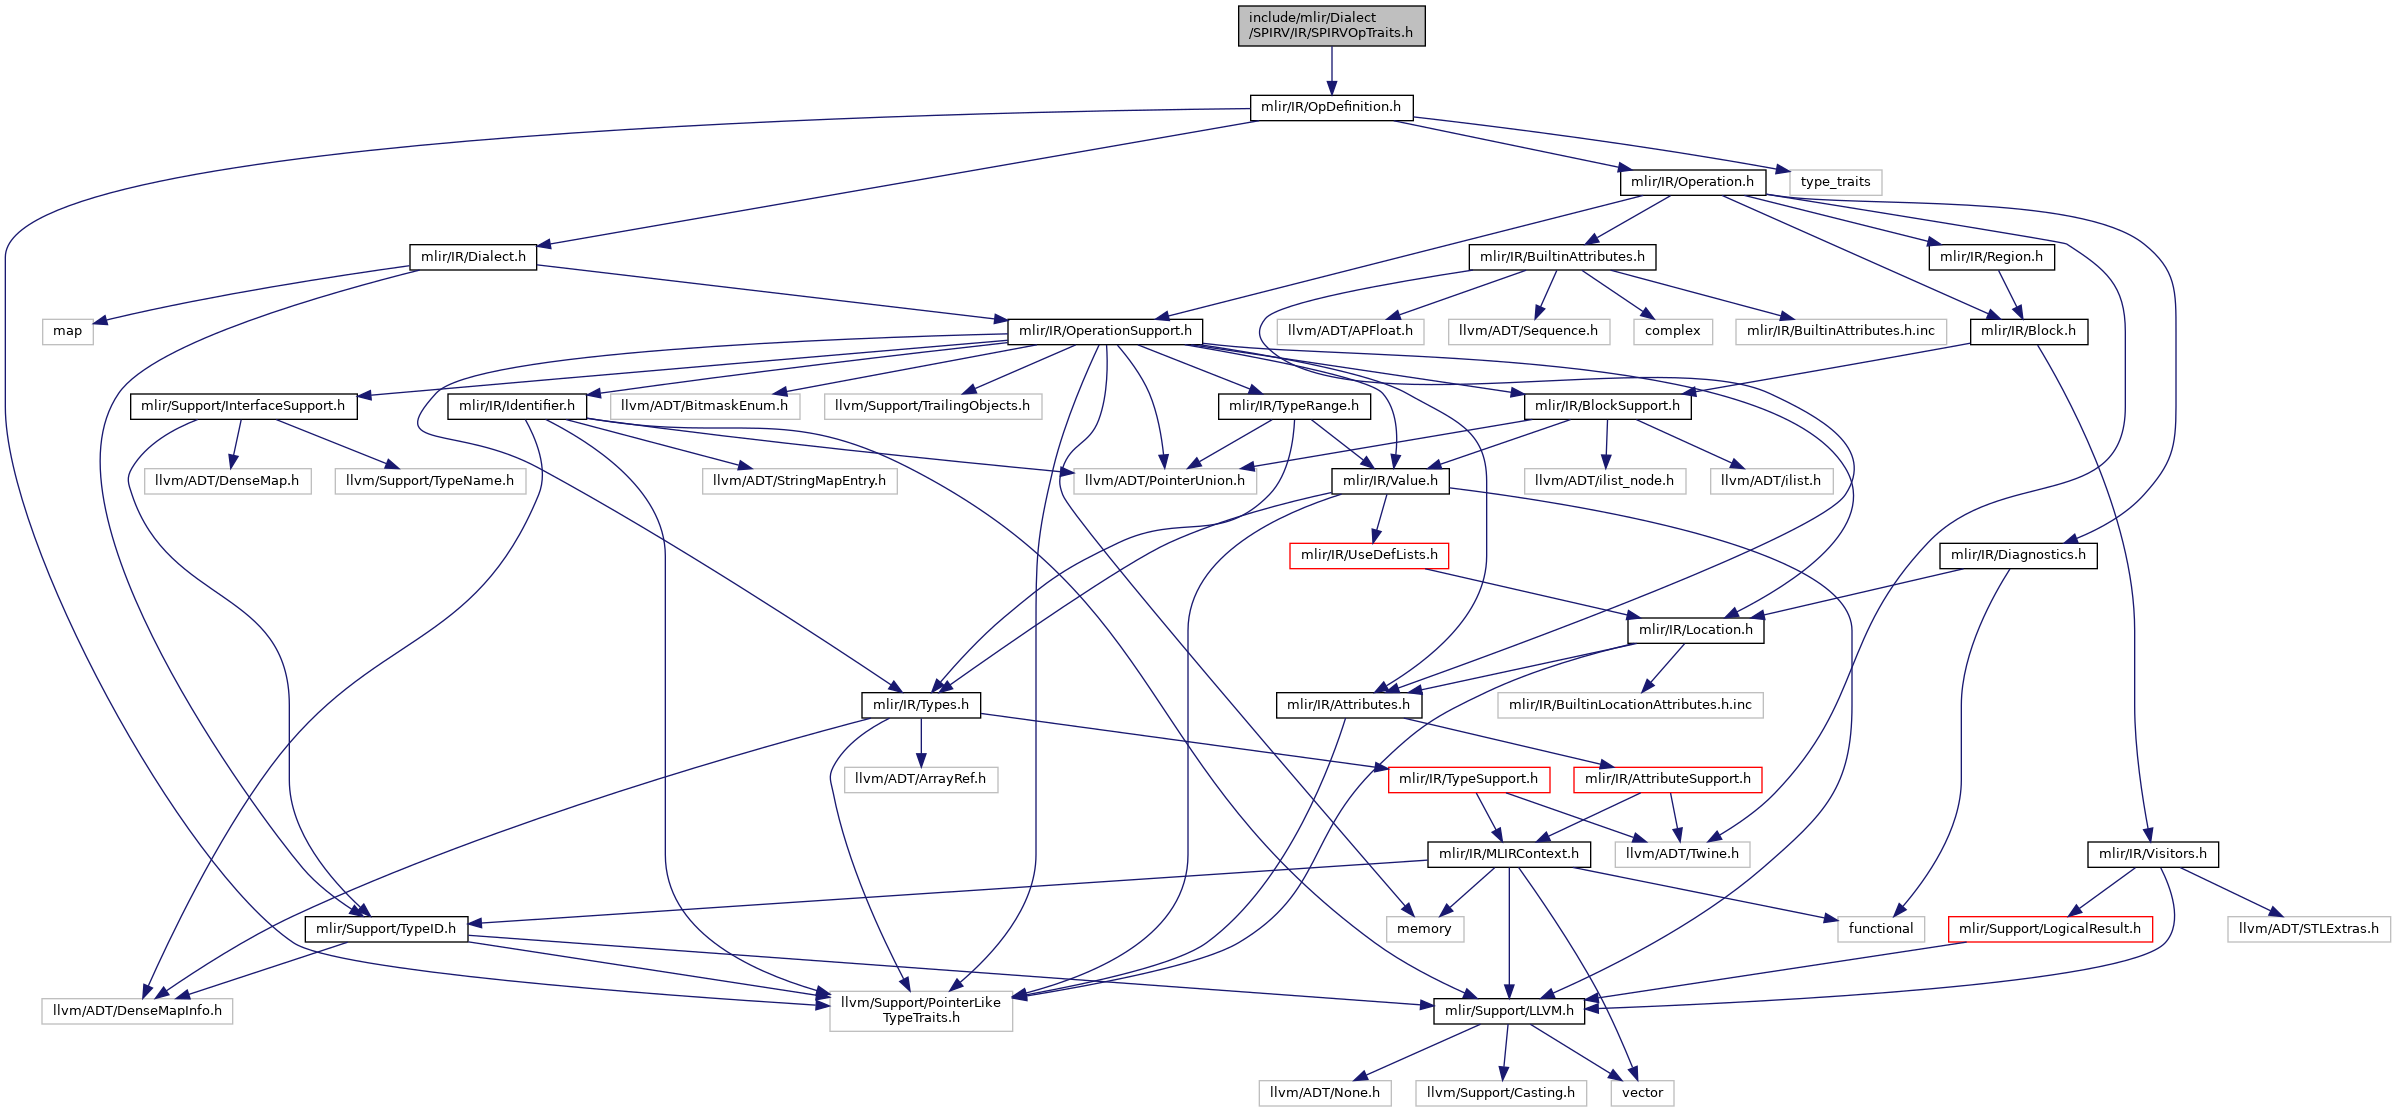 include/mlir/Dialect
/SPIRV/IR/SPIRVOpTraits.h
mlir/IR/OpDefinition.h
mlir/IR/Operation.h
type_traits
mlir/IR/Dialect.h
mlir/IR/BuiltinAttributes.h
mlir/IR/Region.h
map
mlir/IR/OperationSupport.h
llvm/ADT/APFloat.h
llvm/ADT/Sequence.h
complex
mlir/IR/BuiltinAttributes.h.inc
mlir/IR/Block.h
mlir/Support/InterfaceSupport.h
mlir/IR/Identifier.h
llvm/ADT/BitmaskEnum.h
llvm/Support/TrailingObjects.h
mlir/IR/TypeRange.h
mlir/IR/BlockSupport.h
llvm/ADT/DenseMap.h
llvm/Support/TypeName.h
llvm/ADT/StringMapEntry.h
llvm/ADT/PointerUnion.h
mlir/IR/Value.h
llvm/ADT/ilist_node.h
llvm/ADT/ilist.h
mlir/IR/UseDefLists.h
mlir/IR/Diagnostics.h
mlir/IR/Location.h
mlir/IR/Types.h
mlir/IR/Attributes.h
mlir/IR/BuiltinLocationAttributes.h.inc
llvm/ADT/ArrayRef.h
mlir/IR/TypeSupport.h
mlir/IR/AttributeSupport.h
mlir/IR/MLIRContext.h
llvm/ADT/Twine.h
mlir/IR/Visitors.h
mlir/Support/TypeID.h
memory
functional
mlir/Support/LogicalResult.h
llvm/ADT/STLExtras.h
llvm/ADT/DenseMapInfo.h
llvm/Support/PointerLike
TypeTraits.h
mlir/Support/LLVM.h
llvm/ADT/None.h
llvm/Support/Casting.h
vector